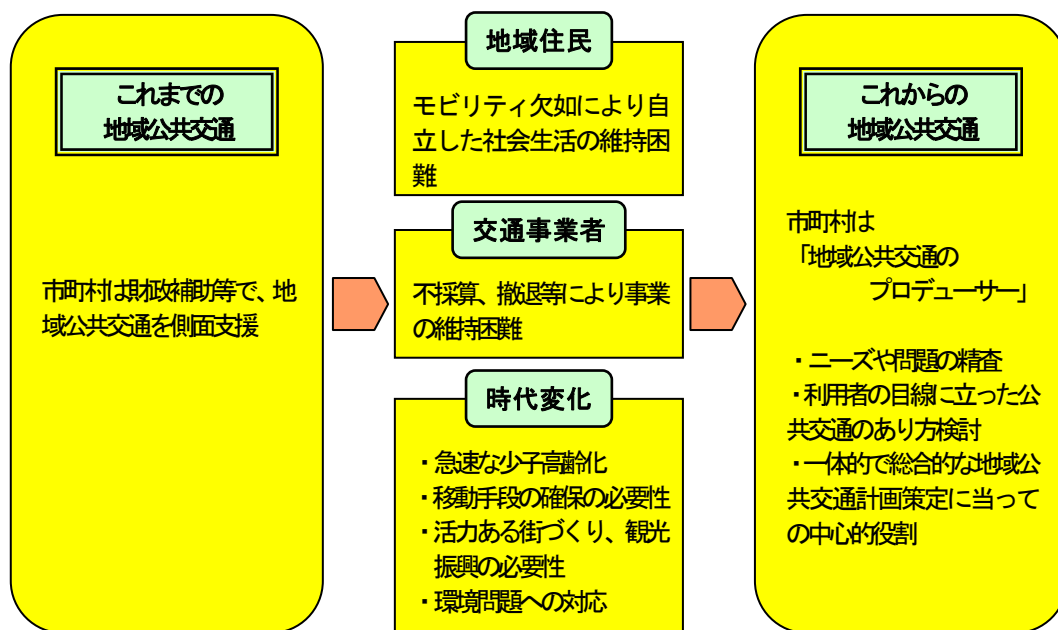 これまでの
地域公共交通
市町村は財政補助等で、地
域公共交通を側面支援
地域住民
モビリティ欠如により自
立した社会生活の維持困
難
交通事業者
不採算、撤退等により事業
の維持困難
時代変化
・急速な少子高齢化
・移動手段の確保の必要性
・活力ある街づくり、観光
振興の必要性
・環境問題への対応
これからの
地域公共交通
市町村は
「地域公共交通の
プロデューサー」
・ニーズや問題の精査
・利用者の目線に立った公
共交通のあり方検討
・一体的で総合的な地域公
共交通計画策定に当って
の中心的役割